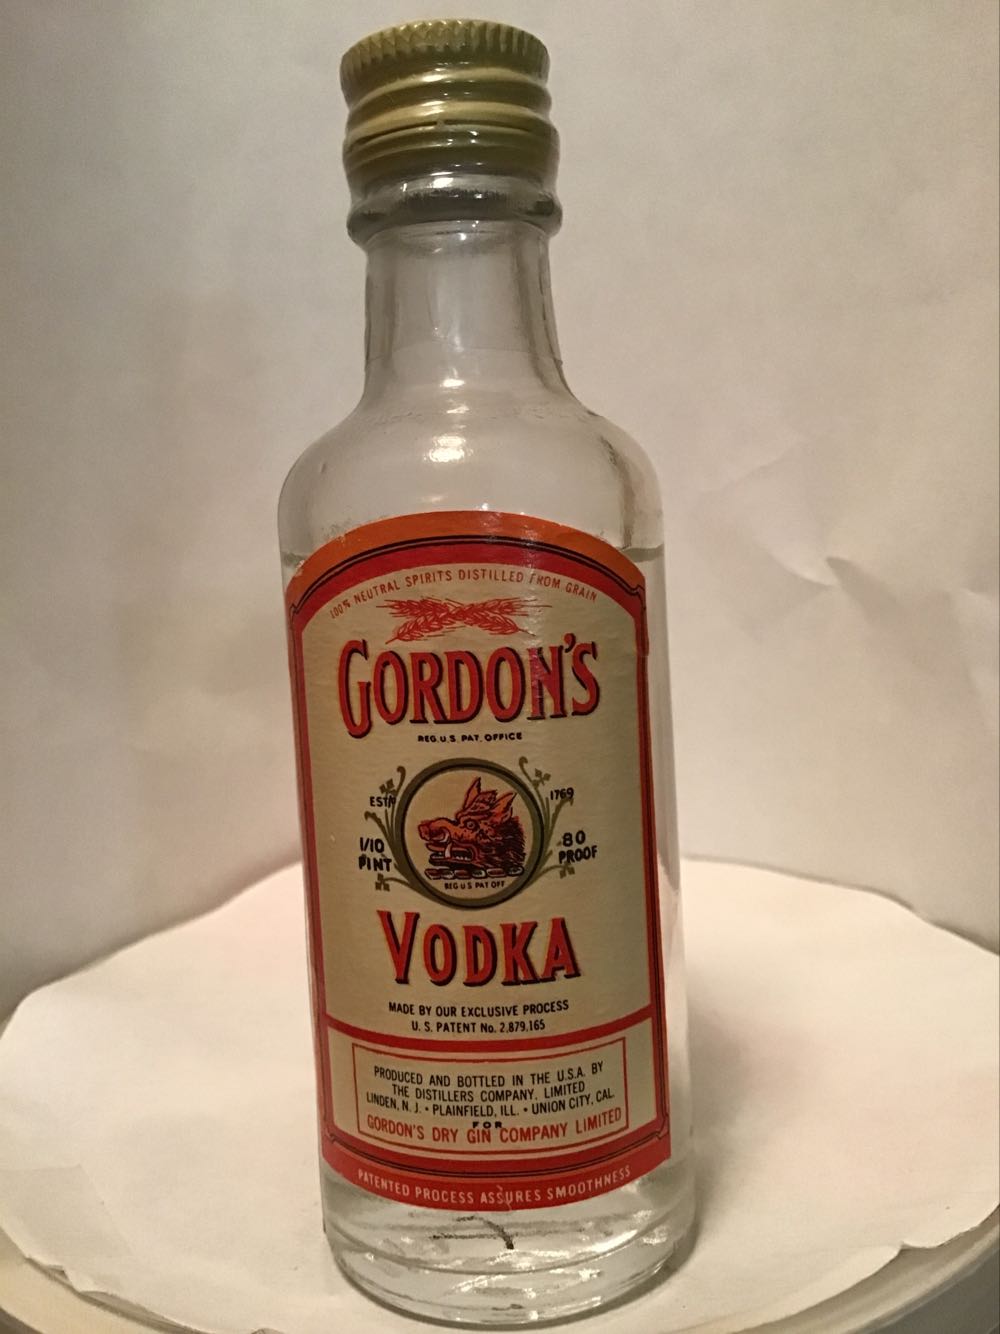 100% NEUTRAL SPIRITS DISTILLED FROM GRAIN
GORDON'S
REG. U.S. PAT. OFFICE
ESTD 1769
1/10 PINT
80 PROOF
REG U S PAT OFF
VODKA
MADE BY OUR EXCLUSIVE PROCESS
U. S. PATENT No. 2,879,165
PRODUCED AND BOTTLED IN THE U.S.A. BY
THE DISTILLERS COMPANY, LIMITED
LINDEN, N. J. • PLAINFIELD, ILL. • UNION CITY, CAL.
FOR
GORDON'S DRY GIN COMPANY LIMITED
PATENTED PROCESS ASSURES SMOOTHNESS